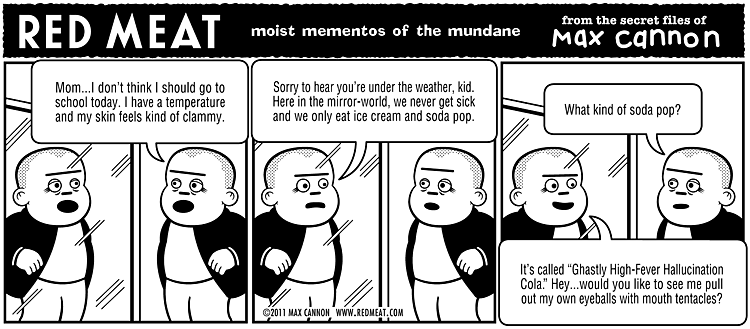 RED MEAT
moist mementos of the mundane
from the secret files of
max cannon
Mom...I don't think I should go to
school today. I have a temperature
and my skin feels kind of clammy.
Sorry to hear you're under the weather, kid.
Here in the mirror-world, we never get sick
and we only eat ice cream and soda pop.
©2011 MAX CANNON WWW.REDMEAT.COM
What kind of soda pop?
It's called “Ghastly High-Fever Hallucination
Cola.” Hey...would you like to see me pull
out my own eyeballs with mouth tentacles?